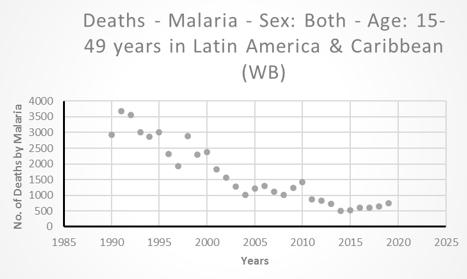 Deaths - Malaria - Sex: Both - Age: 15-
49 years in Latin America & Caribbean
(WB)
No. of Deaths by Malaria
4000
3500
3000
2500
2000
1500
1000
500
0
1985 1990 1995 2000 2005 2010 2015 2020 2025
Years